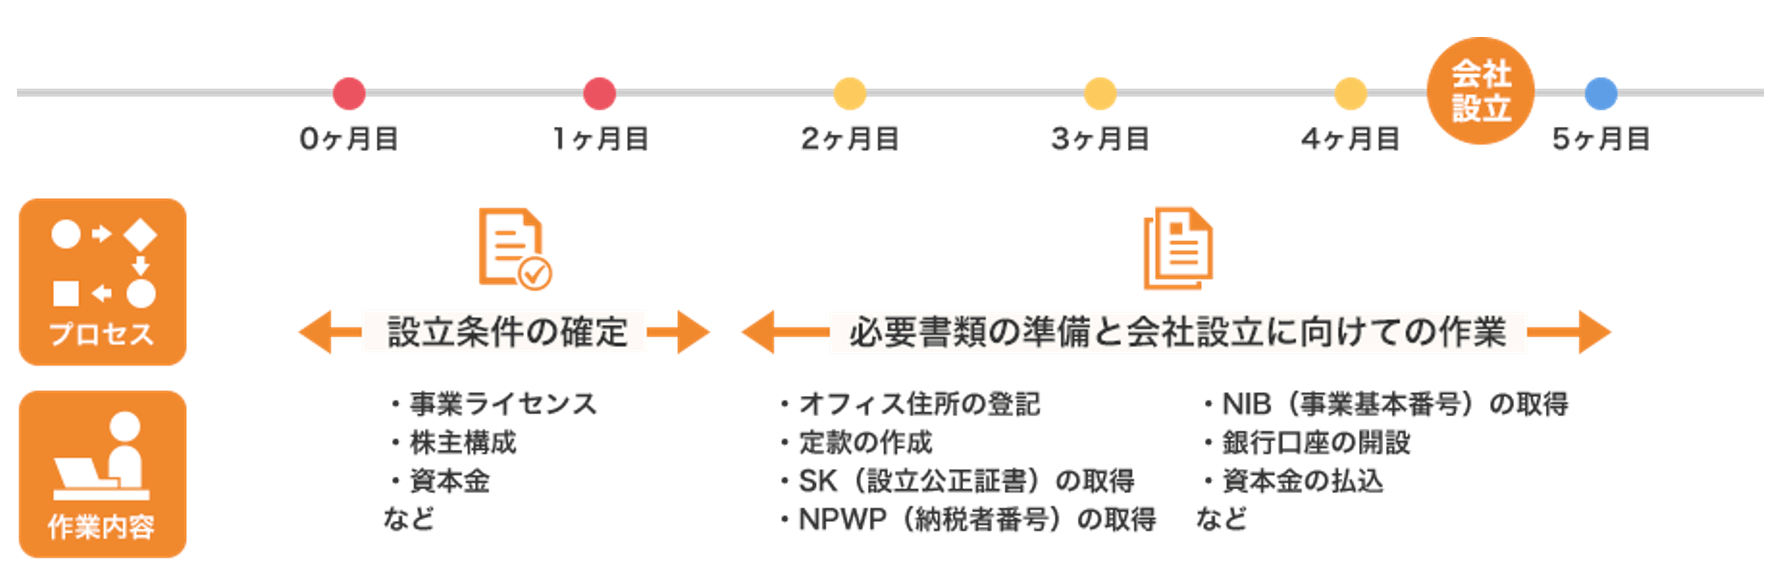 会社
設立
0ヶ月目
1ヶ月目
2ヶ月目
3ヶ月目
4ヶ月目
5ヶ月目
プロセス
設立条件の確定
必要書類の準備と会社設立に向けての作業
作業内容
・事業ライセンス
・株主構成
・資本金
など
・オフィス住所の登記
・定款の作成
・SK（設立公正証書）の取得
・NPWP（納税者番号）の取得
・NIB（事業基本番号）の取得
・銀行口座の開設
・資本金の払込
など